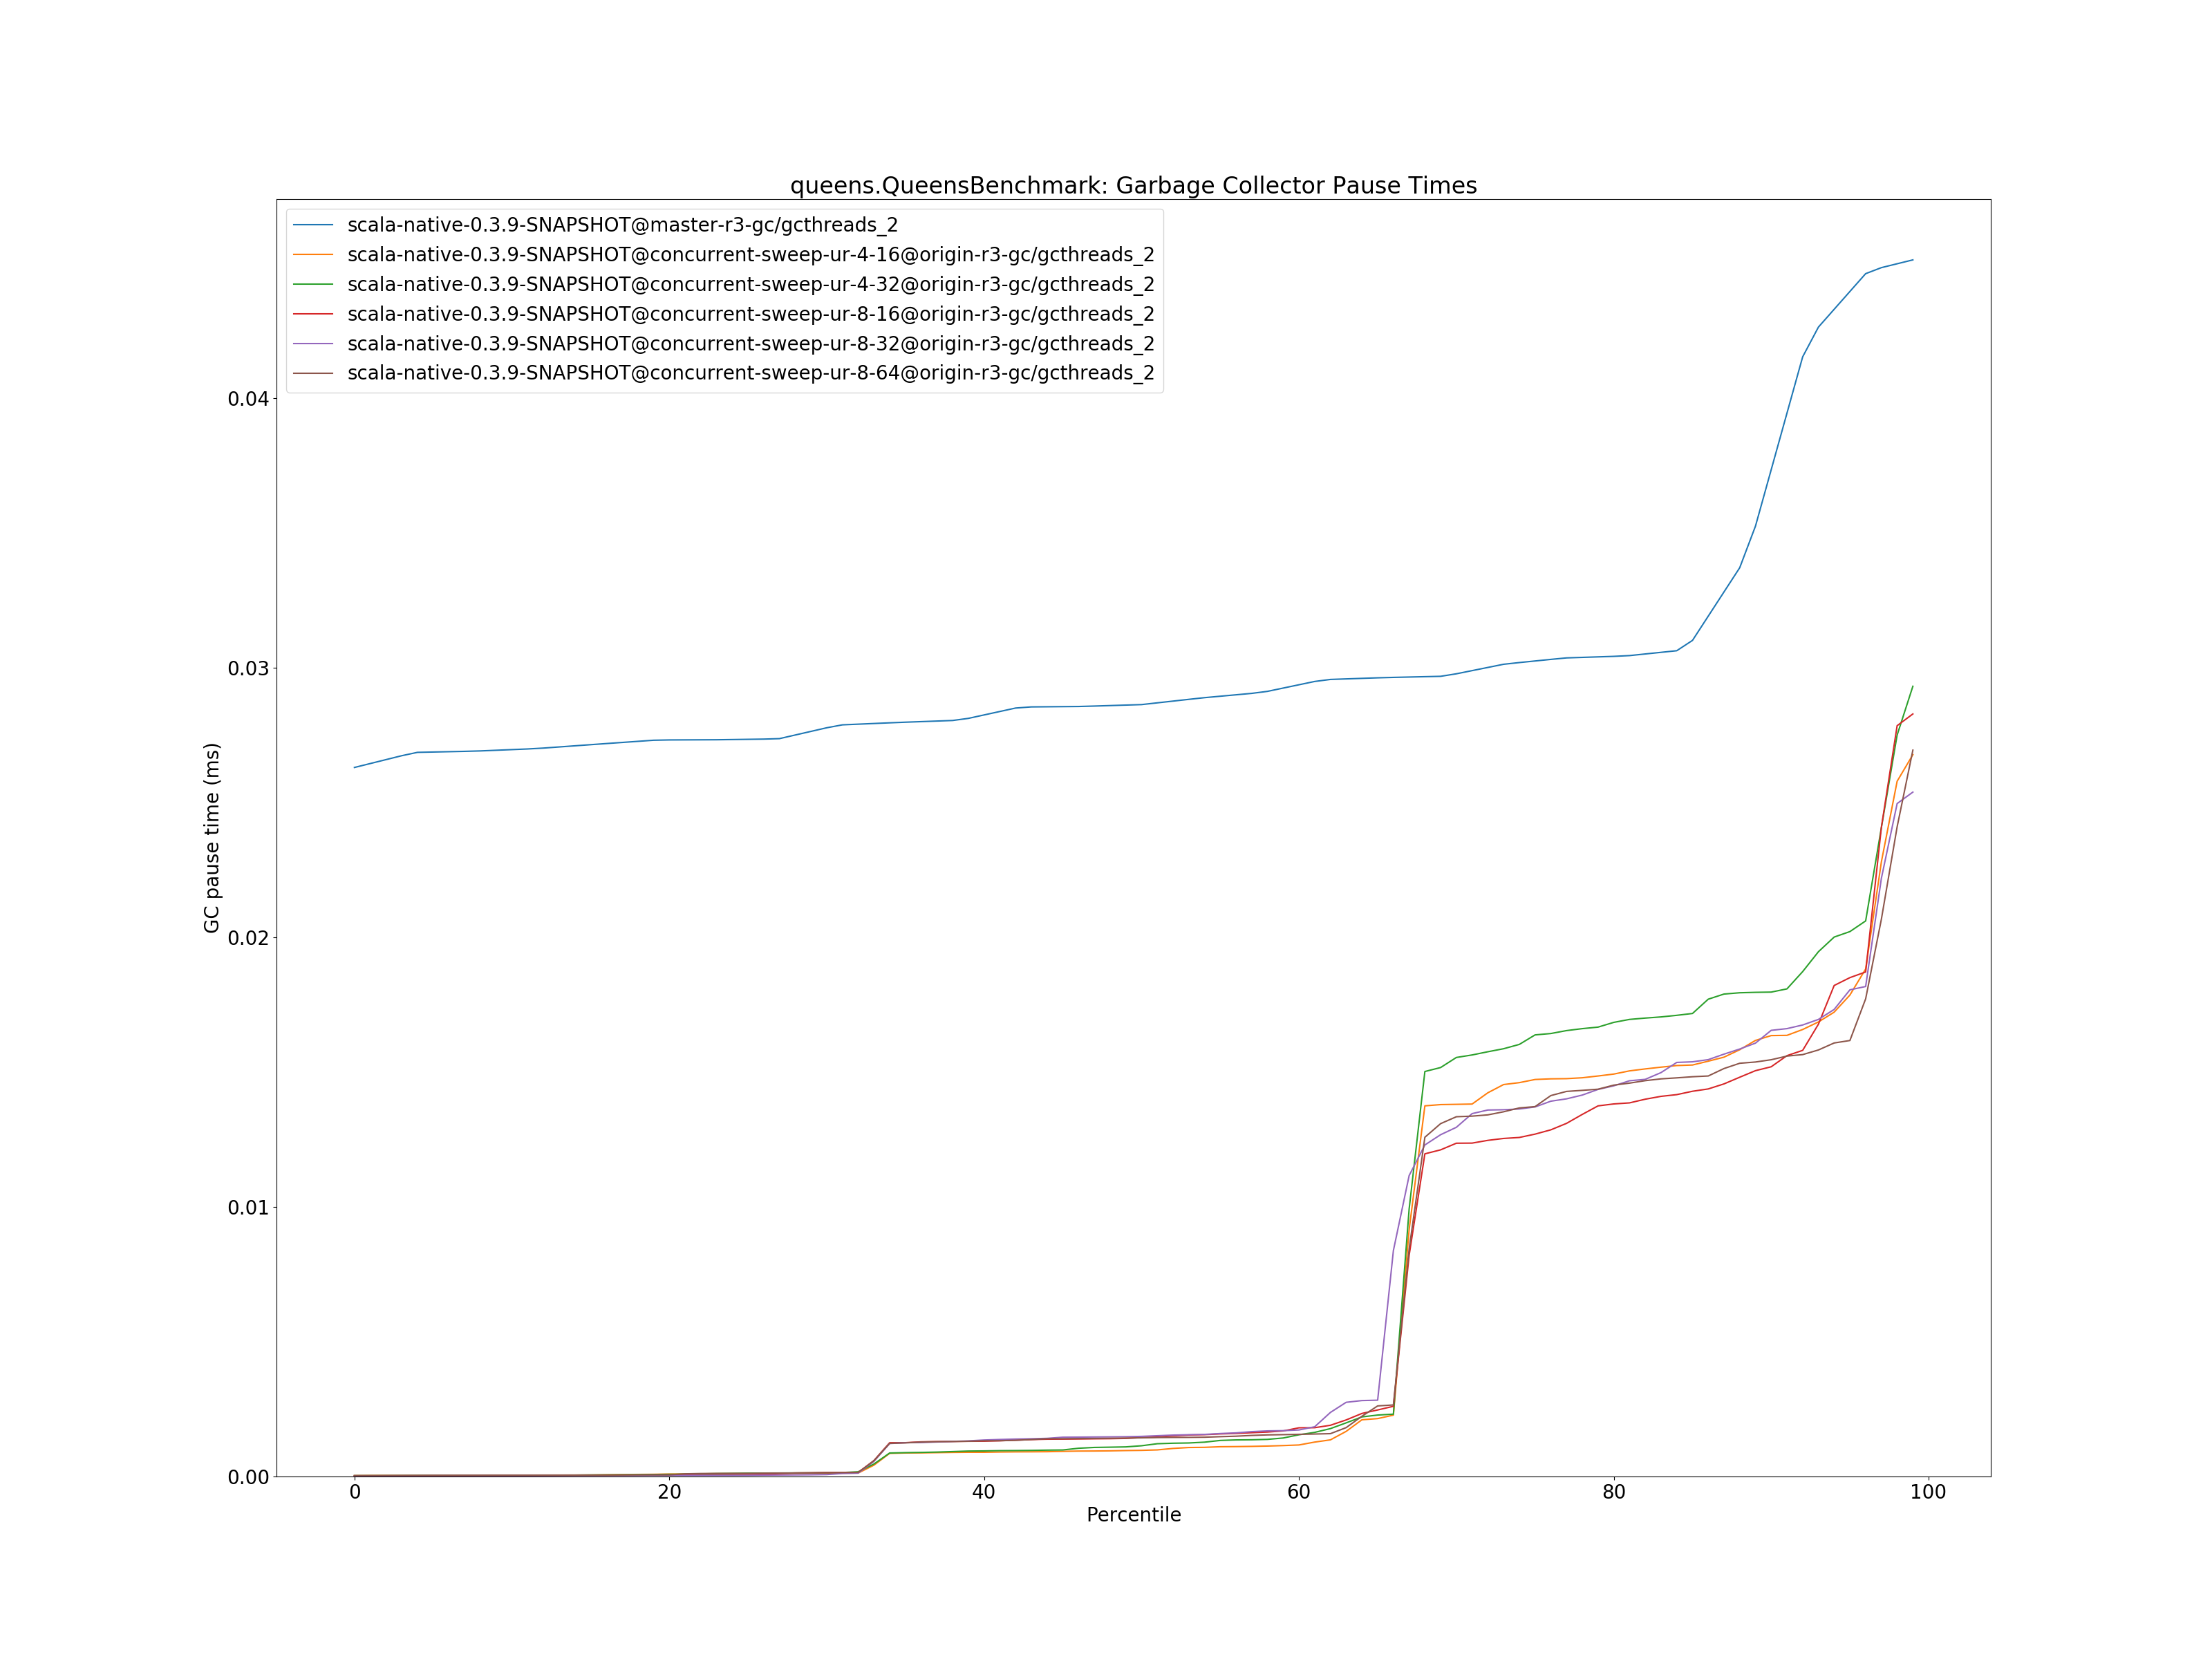 queens.QueensBenchmark: Garbage Collector Pause Times
scala-native-0.3.9-SNAPSHOT@master-r3-gc/gcthreads_2
scala-native-0.3.9-SNAPSHOT@concurrent-sweep-ur-4-16@origin-r3-gc/gcthreads_2
scala-native-0.3.9-SNAPSHOT@concurrent-sweep-ur-4-32@origin-r3-gc/gcthreads_2
scala-native-0.3.9-SNAPSHOT@concurrent-sweep-ur-8-16@origin-r3-gc/gcthreads_2
scala-native-0.3.9-SNAPSHOT@concurrent-sweep-ur-8-32@origin-r3-gc/gcthreads_2
scala-native-0.3.9-SNAPSHOT@concurrent-sweep-ur-8-64@origin-r3-gc/gcthreads_2
GC pause time (ms)
0.04
0.03
0.02
0.01
0.00
0 20 40 60 80 100
Percentile